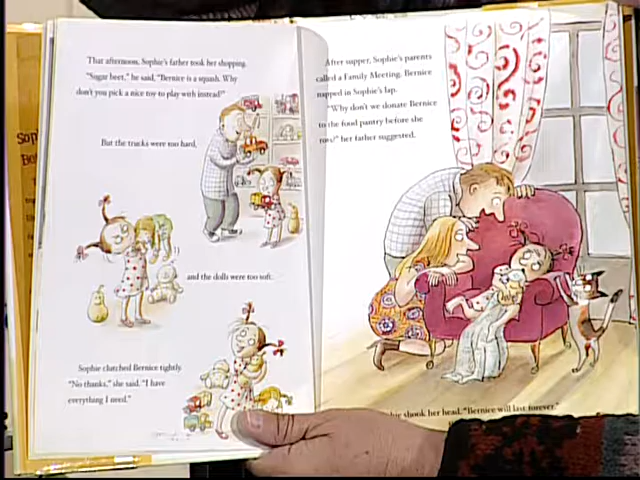 That afternoon, Sophie's father took her shopping.
"Sugar beet," he said, "Bernice is a squash. Why
don't you pick a nice toy to play with instead?"
But the trucks were too hard,
and the dolls were too soft.
Sophie clutched Bernice tightly.
"No thanks," she said. "I have
everything I need."
After supper, Sophie's parents
called a Family Meeting. Bernice
napped in Sophie's lap.
"Why don't we donate Bernice
to the food pantry before she
rots?" her father suggested.
shook her head. "Bernice will last forever."